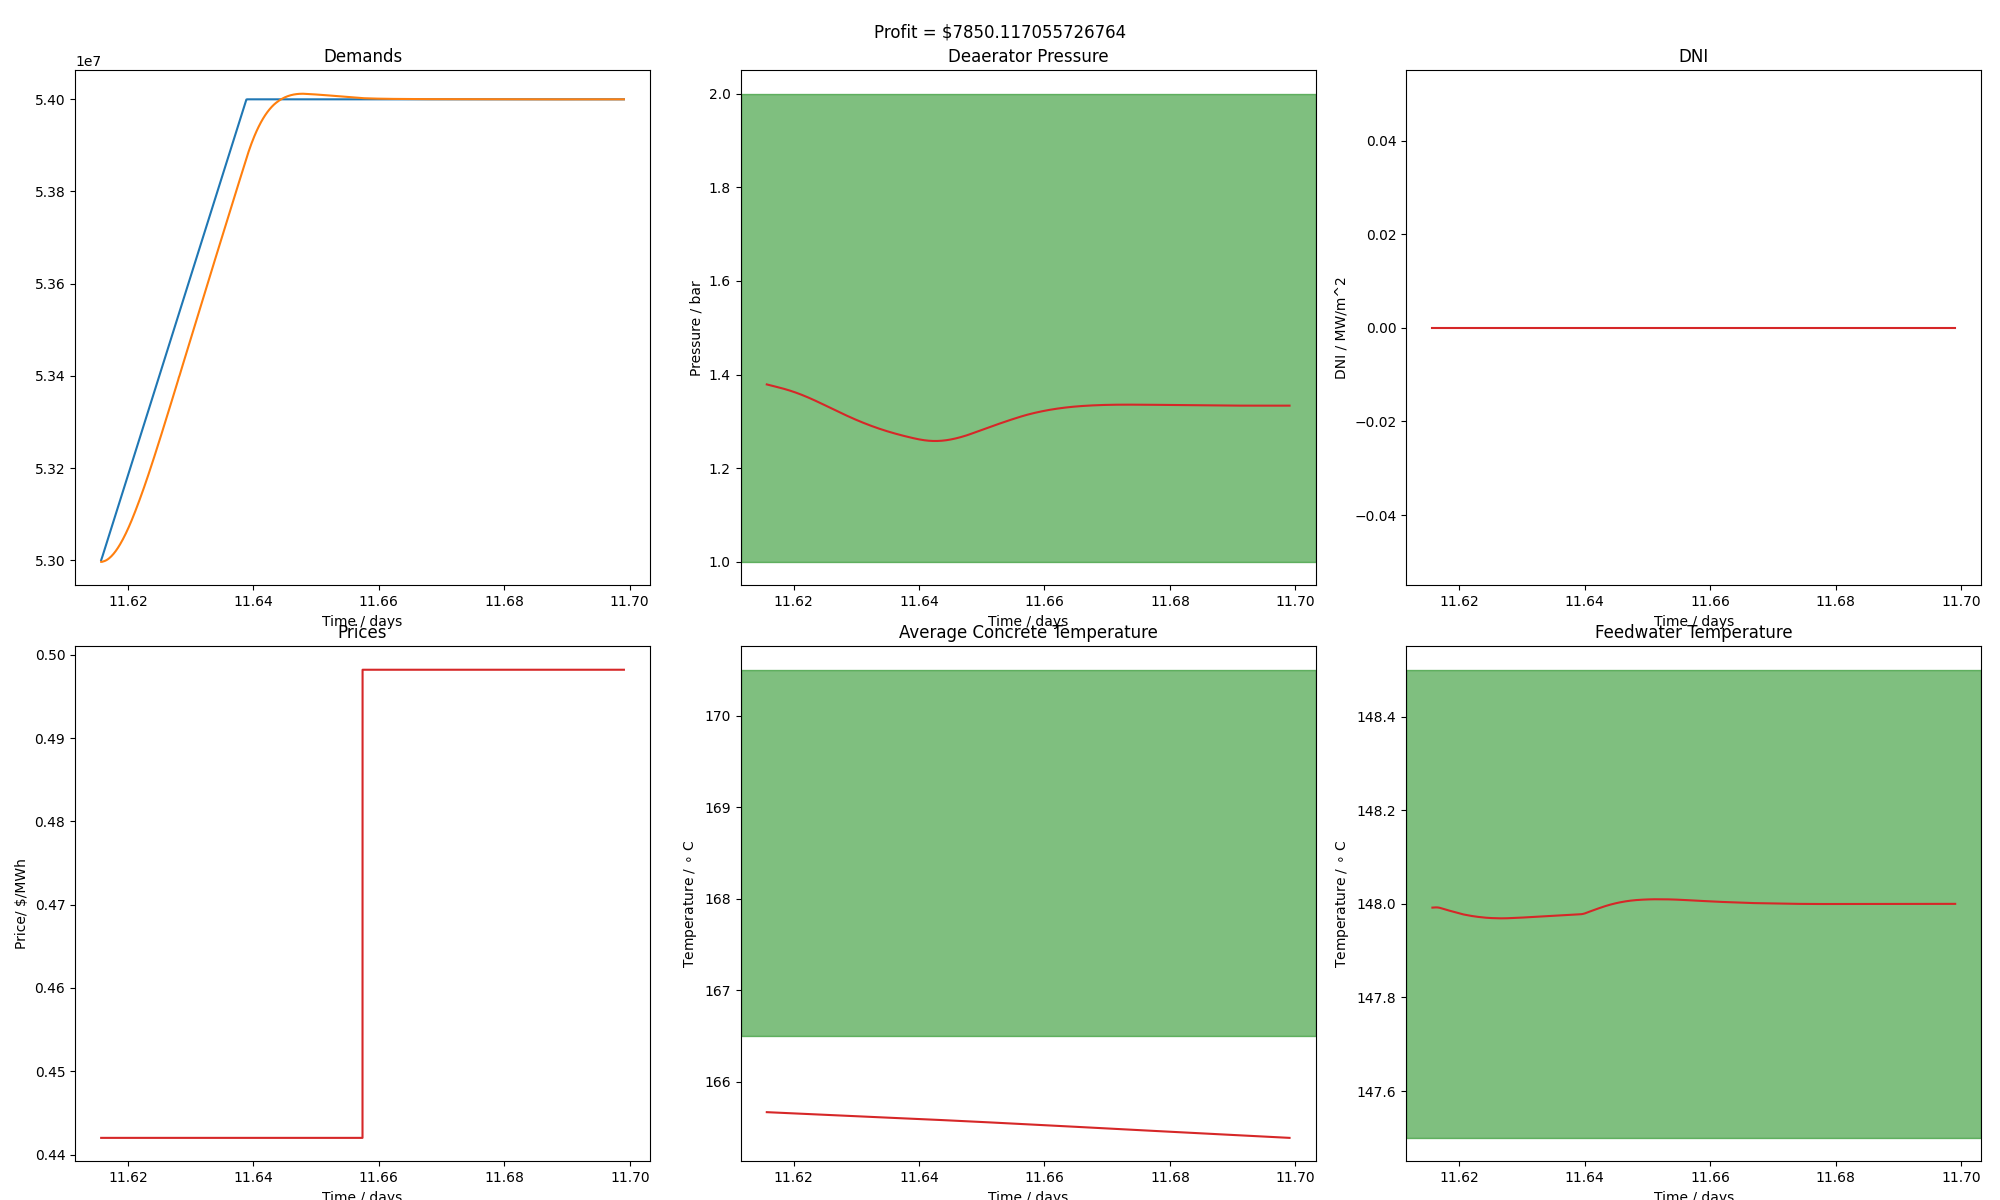 Profit = $7850.117055726764
Demands
1e7
5.40
5.38
5.36
5.34
5.32
5.30
11.62 11.64 11.66 11.68 11.70
Time / days
Deaerator Pressure
Pressure / bar
2.0
1.8
1.6
1.4
1.2
1.0
11.62 11.64 11.66 11.68 11.70
Time / days
DNI
DNI / MW/m^2
0.04
0.02
0.00
−0.02
−0.04
11.62 11.64 11.66 11.68 11.70
Time / days
Prices
Price/ $/MWh
0.50
0.49
0.48
0.47
0.46
0.45
0.44
11.62 11.64 11.66 11.68 11.70
Time / days
Average Concrete Temperature
Temperature / ∘ C
170
169
168
167
166
11.62 11.64 11.66 11.68 11.70
Time / days
Feedwater Temperature
Temperature / ∘ C
148.4
148.2
148.0
147.8
147.6
11.62 11.64 11.66 11.68 11.70
Time / days